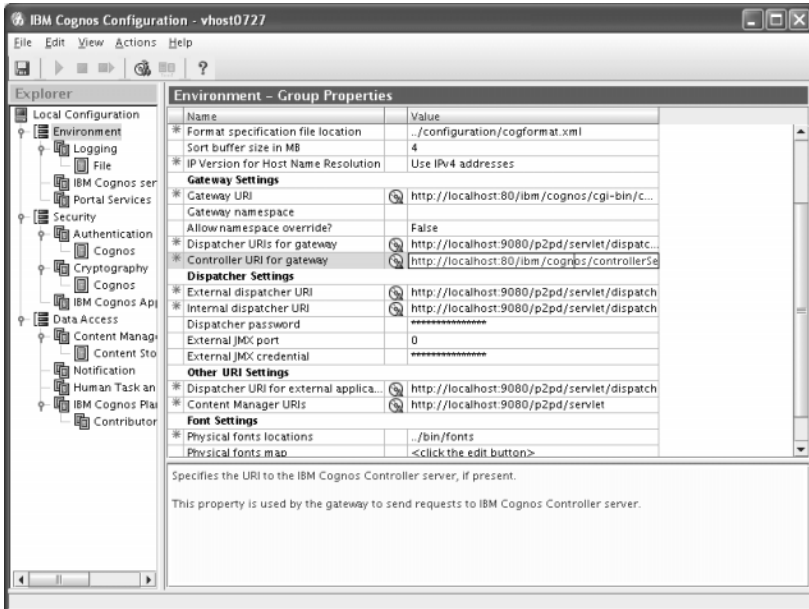 IBM Cognos Configuration - vhost0727
File Edit View Actions Help
Explorer
Local Configuration
Environment
Logging
File
IBM Cognos ser
Portal Services
Security
Authentication
Cognos
Cryptography
Cognos
IBM Cognos App
Data Access
Content Manag
Content Sto
Notification
Human Task an
IBM Cognos Plan
Contributor
Environment - Group Properties
Name Value
* Format specification file location ../configuration/cogformat.xml
Sort buffer size in MB 4
* IP Version for Host Name Resolution Use IPv4 addresses
Gateway Settings
* Gateway URI http://localhost:80/ibm/cognos/cgi-bin/c...
Gateway namespace
Allow namespace override? False
* Dispatcher URIs for gateway http://localhost:9080/p2pd/servlet/dispatc...
* Controller URI for gateway http://localhost:80/ibm/cognos/controllerSe
Dispatcher Settings
* External dispatcher URI http://localhost:9080/p2pd/servlet/dispatch
* Internal dispatcher URI http://localhost:9080/p2pd/servlet/dispatch
Dispatcher password ***************
External JMX port 0
External JMX credential ***************
Other URI Settings
* Dispatcher URI for external applica... http://localhost:9080/p2pd/servlet/dispatch
* Content Manager URIs http://localhost:9080/p2pd/servlet
Font Settings
* Physical fonts locations ../bin/fonts
Physical fonts map <click the edit button>
Specifies the URI to the IBM Cognos Controller server, if present.
This property is used by the gateway to send requests to IBM Cognos Controller server.